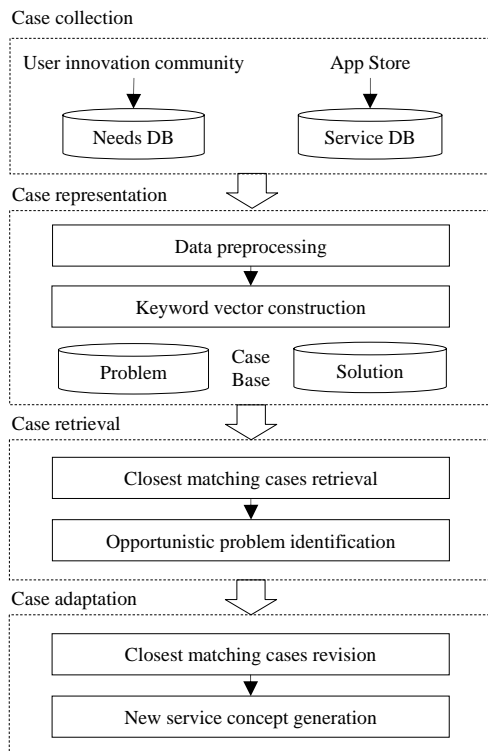 Case collection
User innovation community
App Store
Needs DB
Service DB
Case representation
Data preprocessing
Keyword vector construction
Problem
Case
Base
Solution
Case retrieval
Closest matching cases retrieval
Opportunistic problem identification
Case adaptation
Closest matching cases revision
New service concept generation